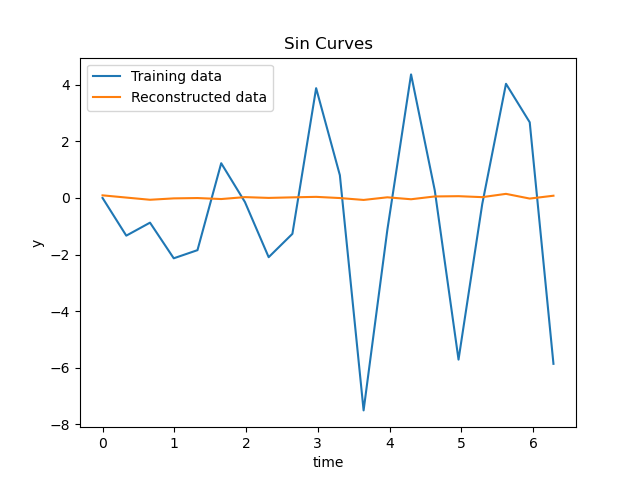 Sin Curves
Training data
Reconstructed data
4
2
0
−2
−4
−6
−8
y
0 1 2 3 4 5 6
time